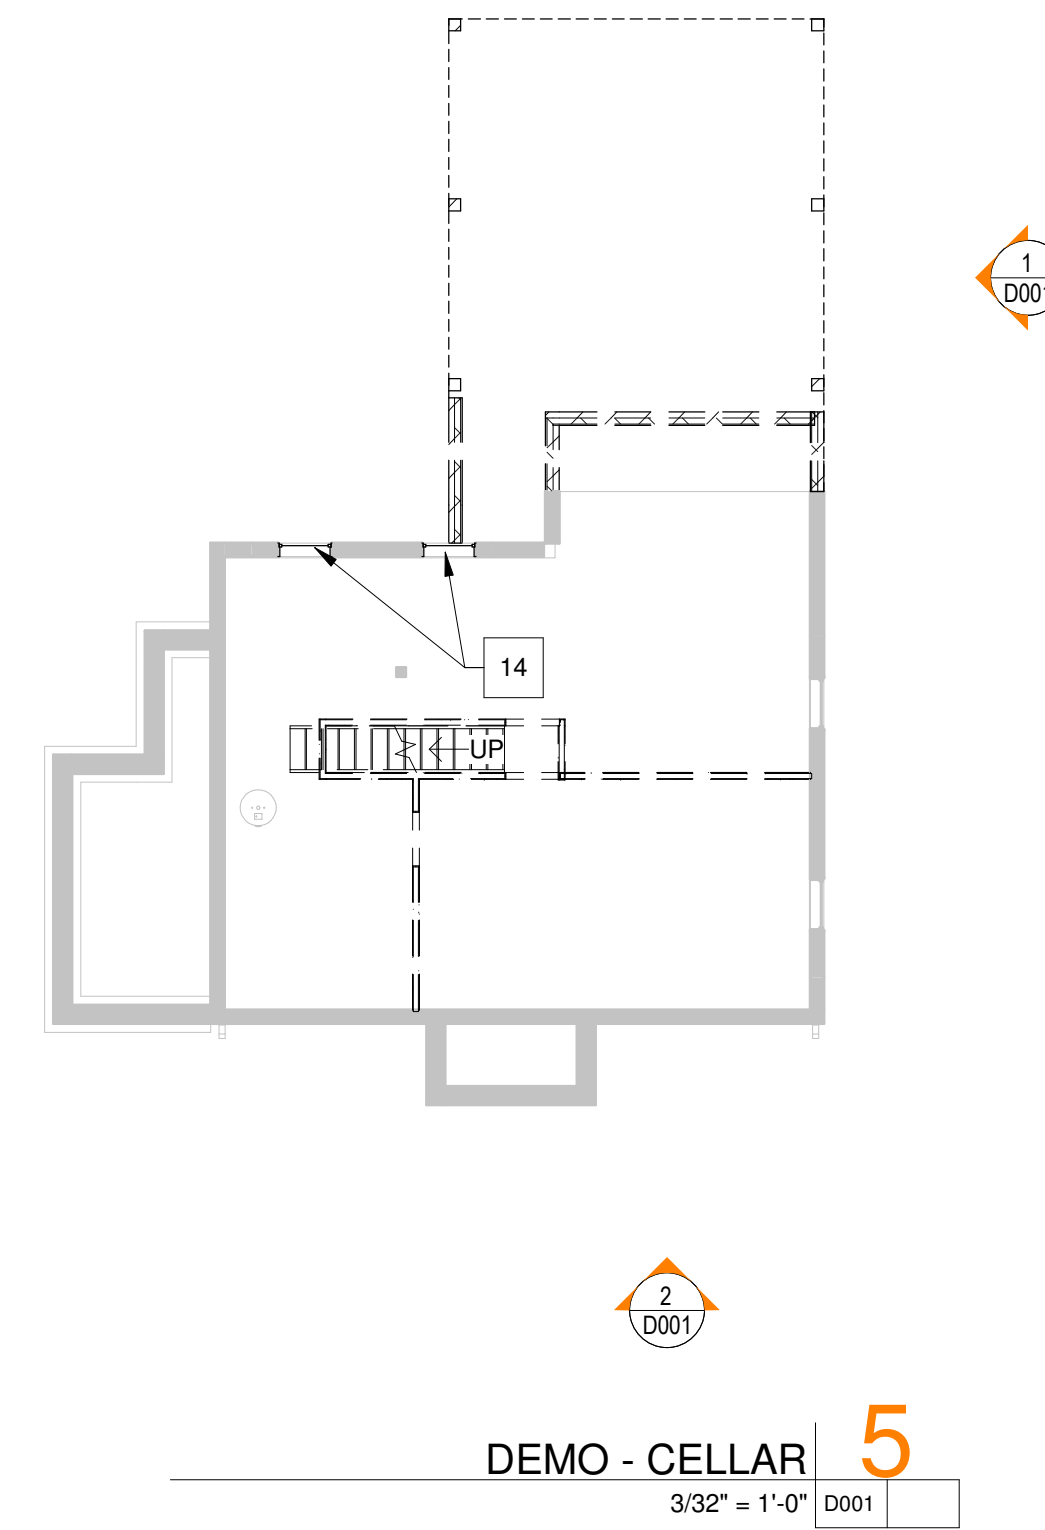 1
D001
14
UP
2
D001
5
DEMO - CELLAR
3/32" = 1'-0"
D001